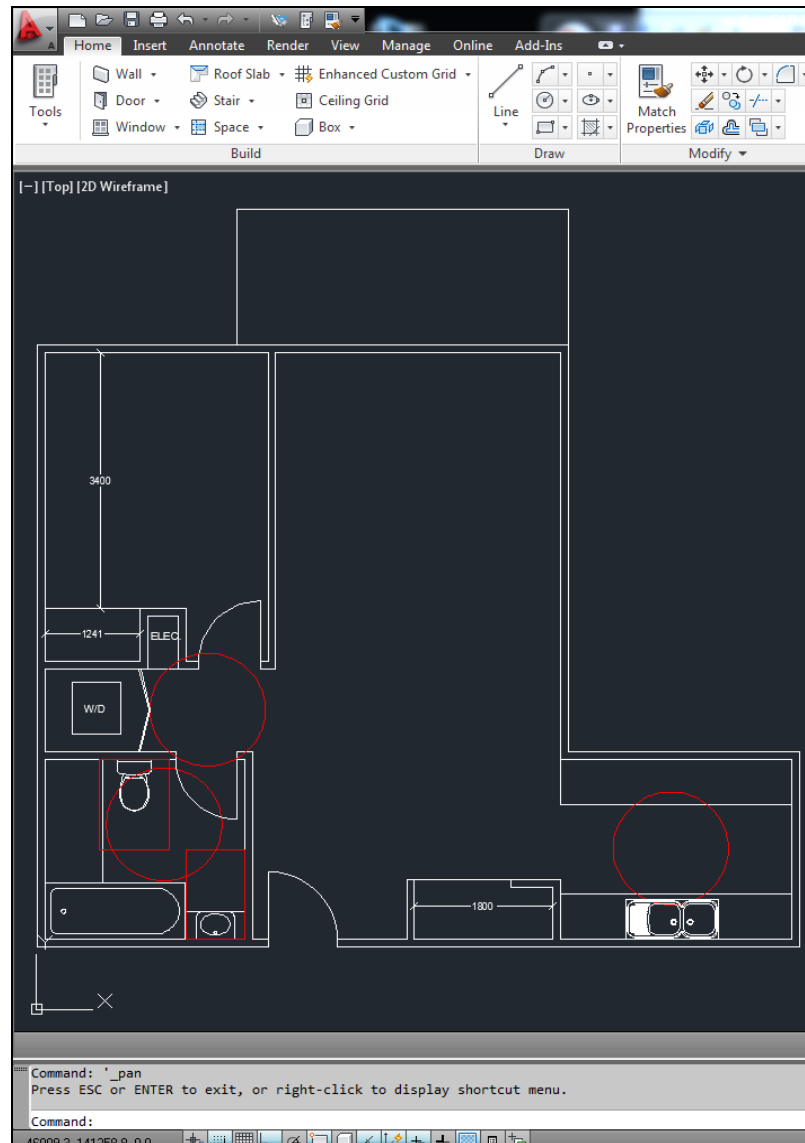 Home Insert Annotate Render View Manage Online Add-Ins
Tools
Wall
Door
Window
Roof Slab
Stair
Space
Enhanced Custom Grid
Ceiling Grid
Box
Line
Match
Properties
Build
Draw
Modify
[−] [Top] [2D Wireframe]
3400
1241
ELEC.
W/D
1800
X
Command: '_pan
Press ESC or ENTER to exit, or right-click to display shortcut menu.
Command: